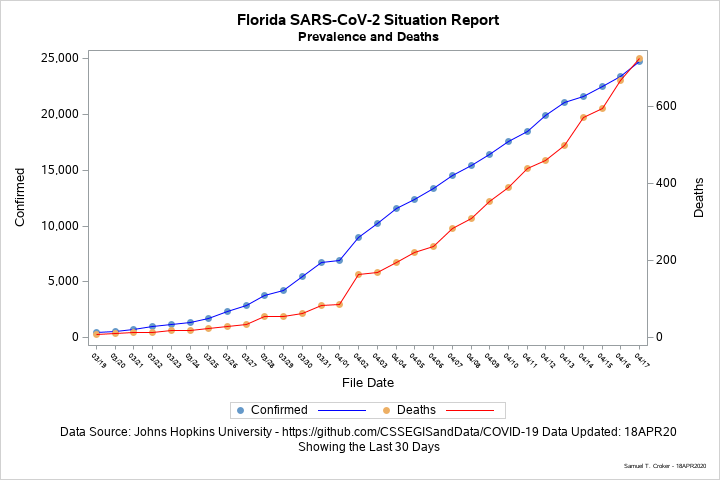 Florida SARS-CoV-2 Situation Report
Prevalence and Deaths
25,000
20,000
15,000
10,000
5,000
0
Confirmed
600
400
200
0
Deaths
03/19 03/20 03/21 03/22 03/23 03/24 03/25 03/26 03/27 03/28 03/29 03/30 03/31 04/01 04/02 04/03 04/04 04/05 04/06 04/07 04/08 04/09 04/10 04/11 04/12 04/13 04/14 04/15 04/16 04/17
File Date
Confirmed Deaths
Data Source: Johns Hopkins University - https://github.com/CSSEGISandData/COVID-19 Data Updated: 18APR20
Showing the Last 30 Days
Samuel T. Croker - 18APR2020